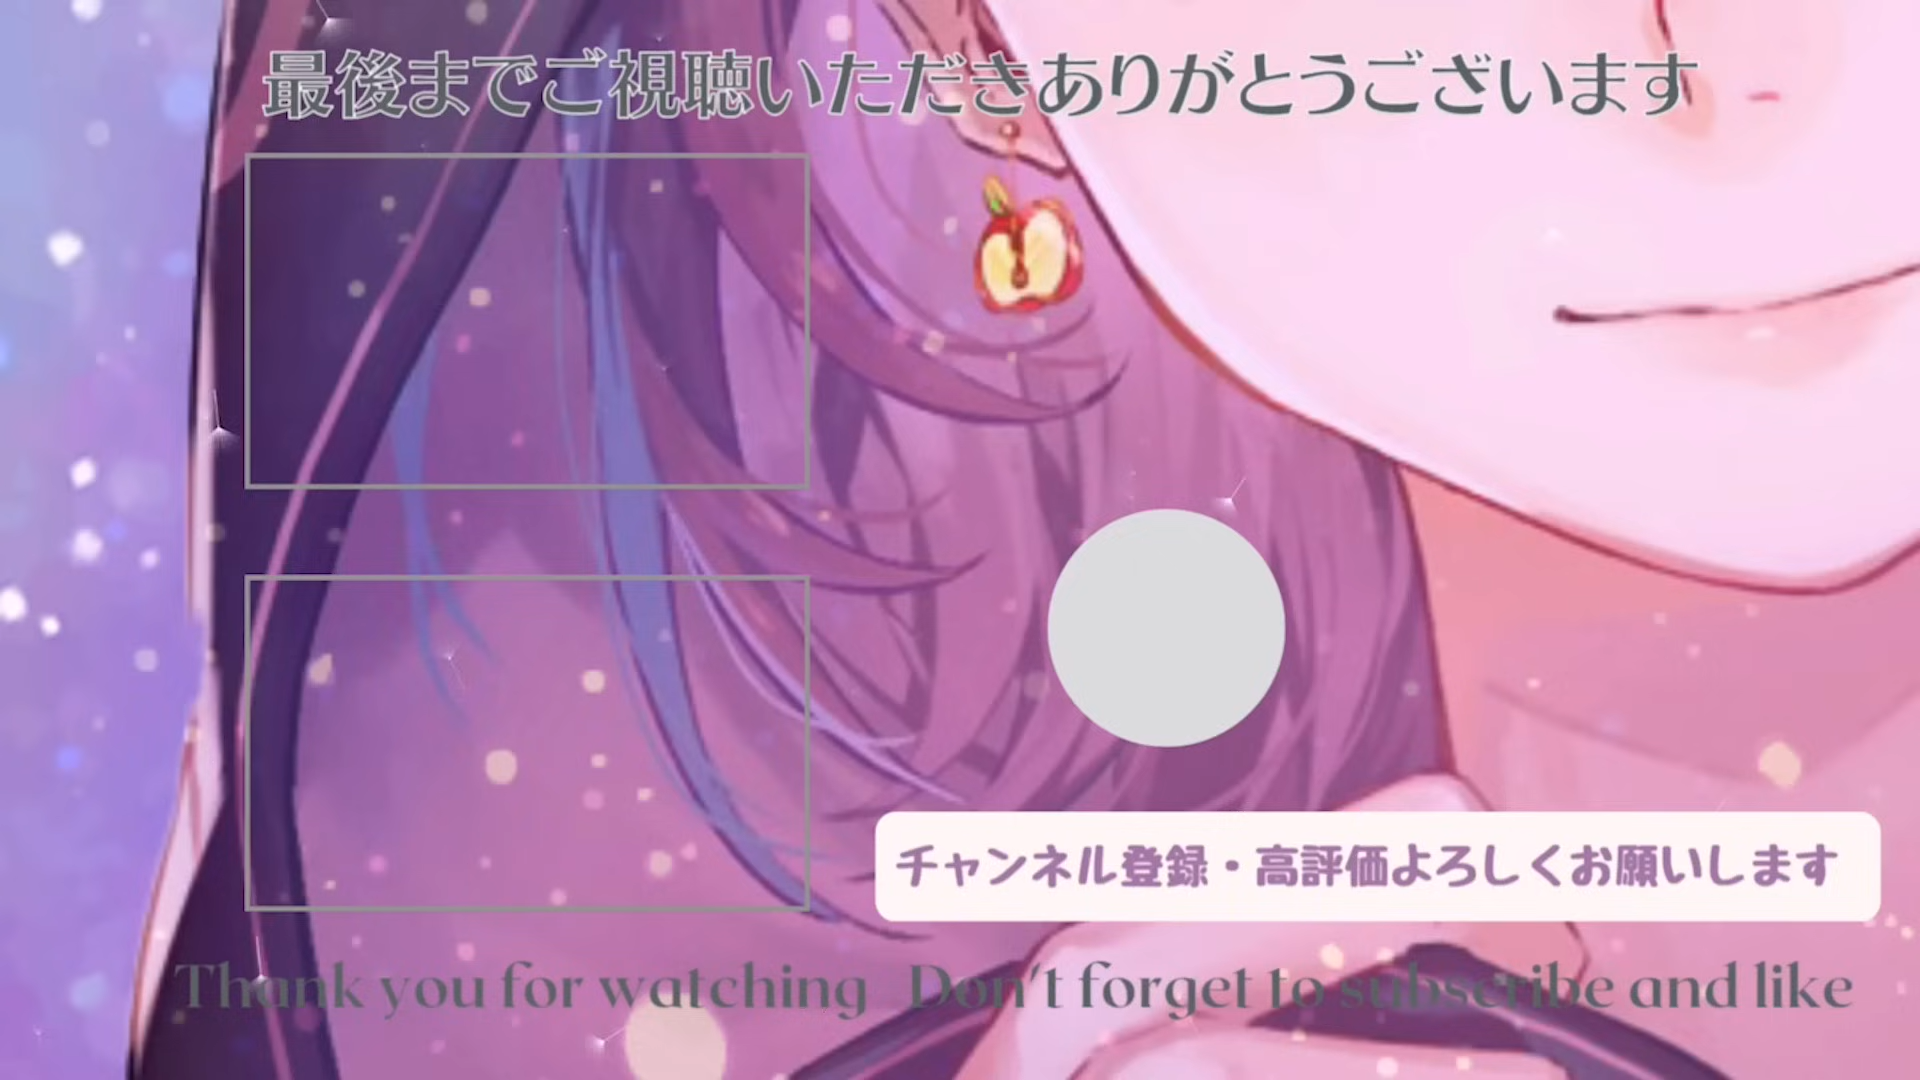 最後までご視聴いただきありがとうございます
チャンネル登録・高評価よろしくお願いします
Thank you for watching Don't forget to subscribe and like